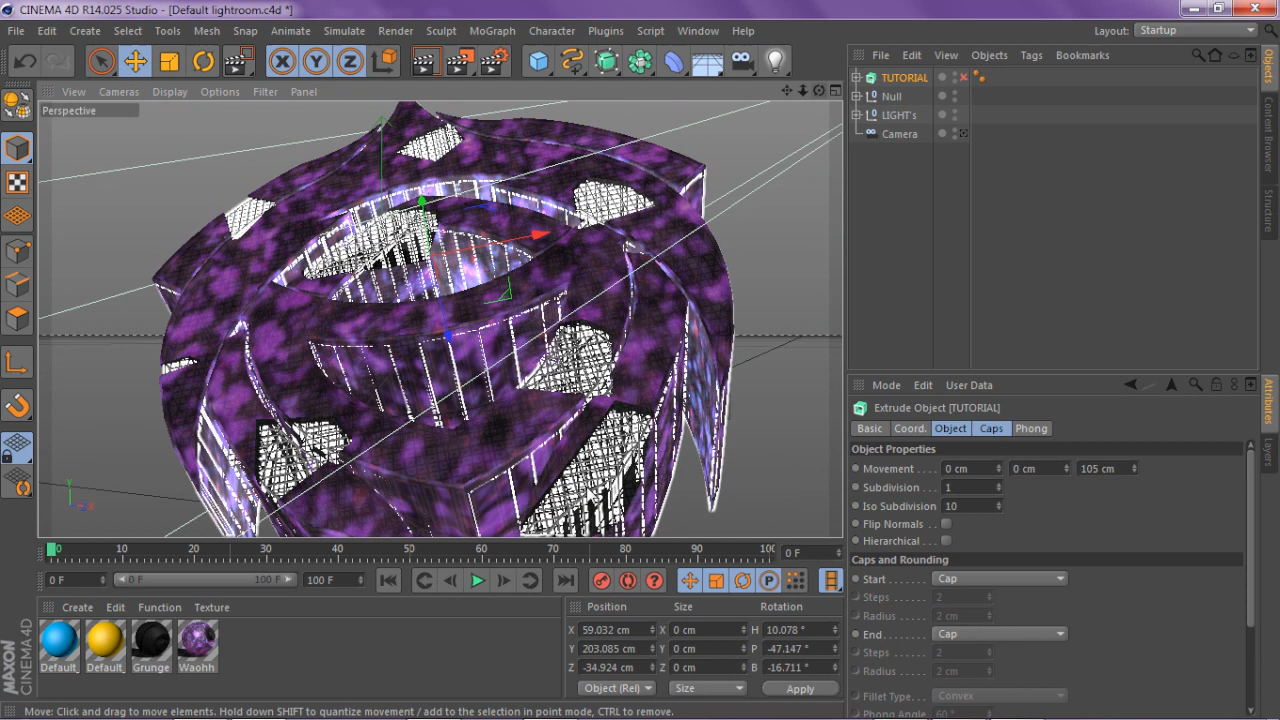 CINEMA 4D R14.025 Studio - [Default lightroom.c4d *]
File Edit Create Select Tools Mesh Snap Animate Simulate Render Sculpt MoGraph Character Plugins Script Window Help Layout: Startup
X Y Z
View Cameras Display Options Filter Panel
Perspective
Y
X
0 10 20 30 40 50 60 70 80 90 100 0 F
0 F 0 F 100 F 100 F
P
Create Edit Function Texture
Default_ Default_ Grunge Waohh
MAXON
CINEMA 4D
Position Size Rotation
X 59.032 cm X 0 cm H 10.078 °
Y 203.085 cm Y 0 cm P -47.147 °
Z -34.924 cm Z 0 cm B -16.711 °
Object (Rel) Size Apply
Move: Click and drag to move elements. Hold down SHIFT to quantize movement / add to the selection in point mode, CTRL to remove.
File Edit View Objects Tags Bookmarks
TUTORIAL
Null
LIGHT's
Camera
Objects
Content Browser
Structure
Mode Edit User Data
Extrude Object [TUTORIAL]
Basic Coord. Object Caps Phong
Object Properties
Movement 0 cm 0 cm 105 cm
Subdivision 1
Iso Subdivision 10
Flip Normals
Hierarchical
Caps and Rounding
Start Cap
Steps 2
Radius 2 cm
End Cap
Steps 2
Radius 2 cm
Fillet Type Convex
Phong Angle 60 °
Attributes
Layers